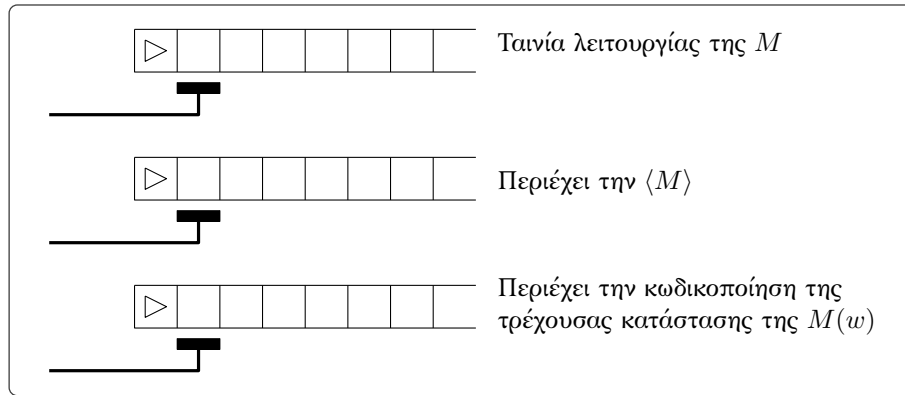 Ταινία λειτουργίας της M
Περιέχει την ⟨M⟩
Περιέχει την κωδικοποίηση της
τρέχουσας κατάστασης της M(w)